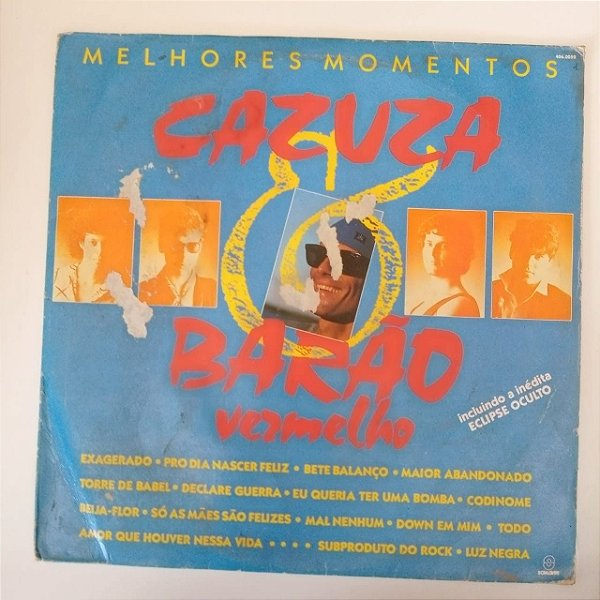 MELHORES MOMENTOS
CAZUZA
&
BARÃO
vermelho
incluindo a inédita
ECLIPSE OCULTO
EXAGERADO • PRO DIA NASCER FELIZ • BETE BALANÇO • MAIOR ABANDONADO
TORRE DE BABEL • DECLARE GUERRA • EU QUERIA TER UMA BOMBA • CODINOME
BEIJA-FLOR • SÓ AS MÃES SÃO FELIZES • MAL NENHUM • DOWN EM MIM • TODO
AMOR QUE HOUVER NESSA VIDA • • • • SUBPRODUTO DO ROCK • LUZ NEGRA
SOM LIVRE